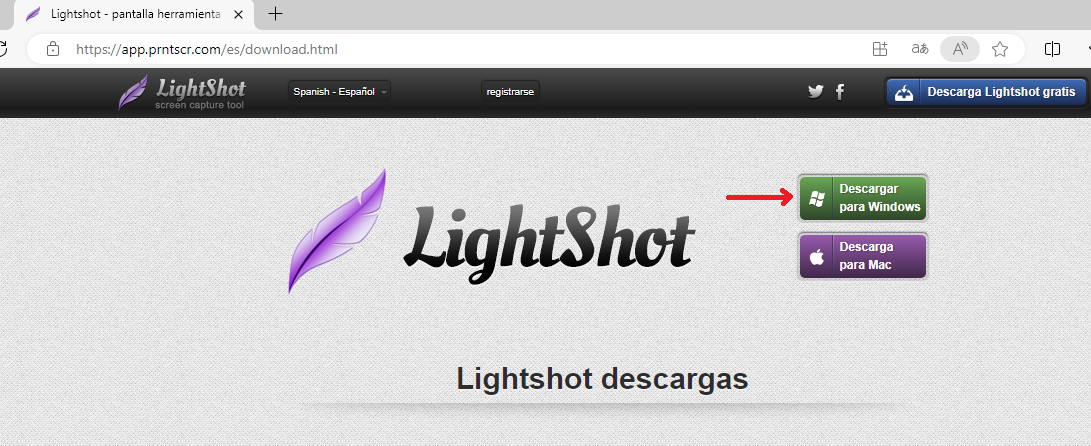 Lightshot - pantalla herramienta
https://app.prntscr.com/es/download.html
LightShot
screen capture tool
Spanish - Español
registrarse
Descarga Lightshot gratis
LightShot
Descargar
para Windows
Descarga
para Mac
Lightshot descargas